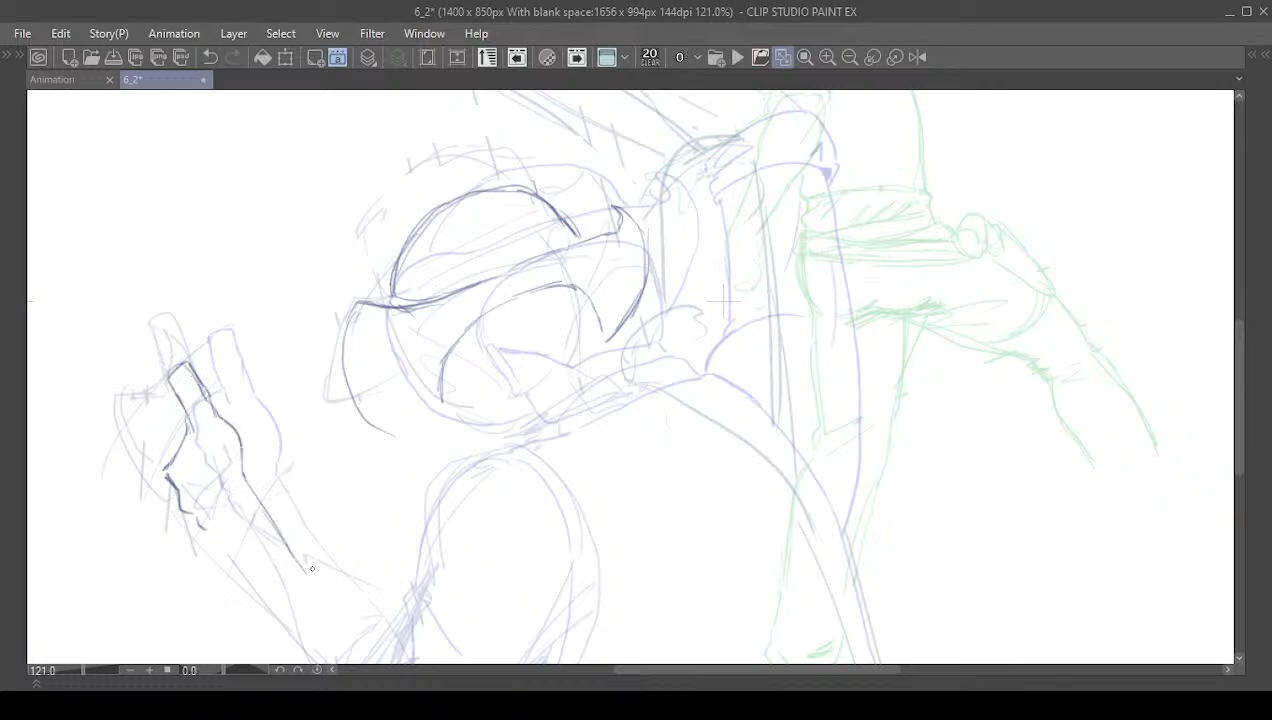 6_2* (1400 x 850px With blank space:1656 x 994px 144dpi 121.0%) - CLIP STUDIO PAINT EX
File Edit Story(P) Animation Layer Select View Filter Window Help
20 CLEAR 0
Animation 6_2*
121.0 0.0